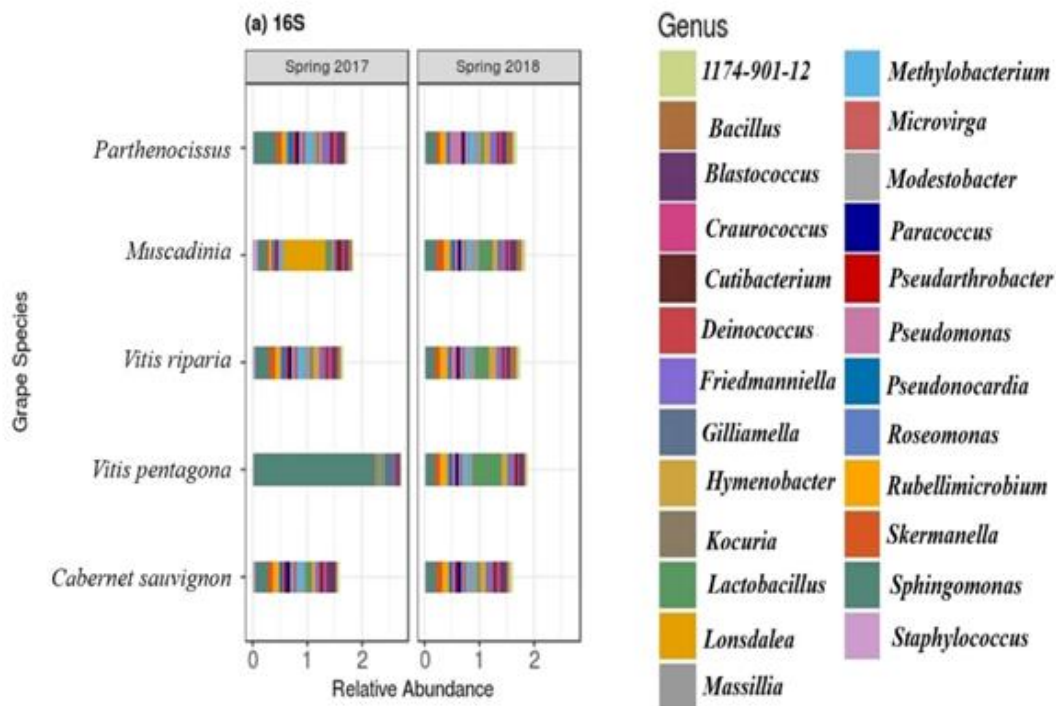 (a) 16S
Spring 2017
Spring 2018
Grape Species
Parthenocissus
Muscadinia
Vitis riparia
Vitis pentagona
Cabernet sauvignon
0 1 2
0 1 2
Relative Abundance
Genus
1174-901-12
Bacillus
Blastococcus
Craurococcus
Cutibacterium
Deinococcus
Friedmanniella
Gilliamella
Hymenobacter
Kocuria
Lactobacillus
Lonsdalea
Massillia
Methylobacterium
Microvirga
Modestobacter
Paracoccus
Pseudarthrobacter
Pseudomonas
Pseudonocardia
Roseomonas
Rubellimicrobium
Skermanella
Sphingomonas
Staphylococcus